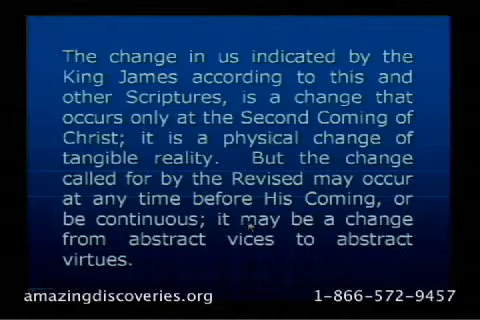 The change in us indicated by the
King James according to this and
other Scriptures, is a change that
occurs only at the Second Coming of
Christ; it is a physical change of
tangible reality. But the change
called for by the Revised may occur
at any time before His Coming, or
be continuous; it may be a change
from abstract vices to abstract
virtues.
amazingdiscoveries.org 1-866-572-9457